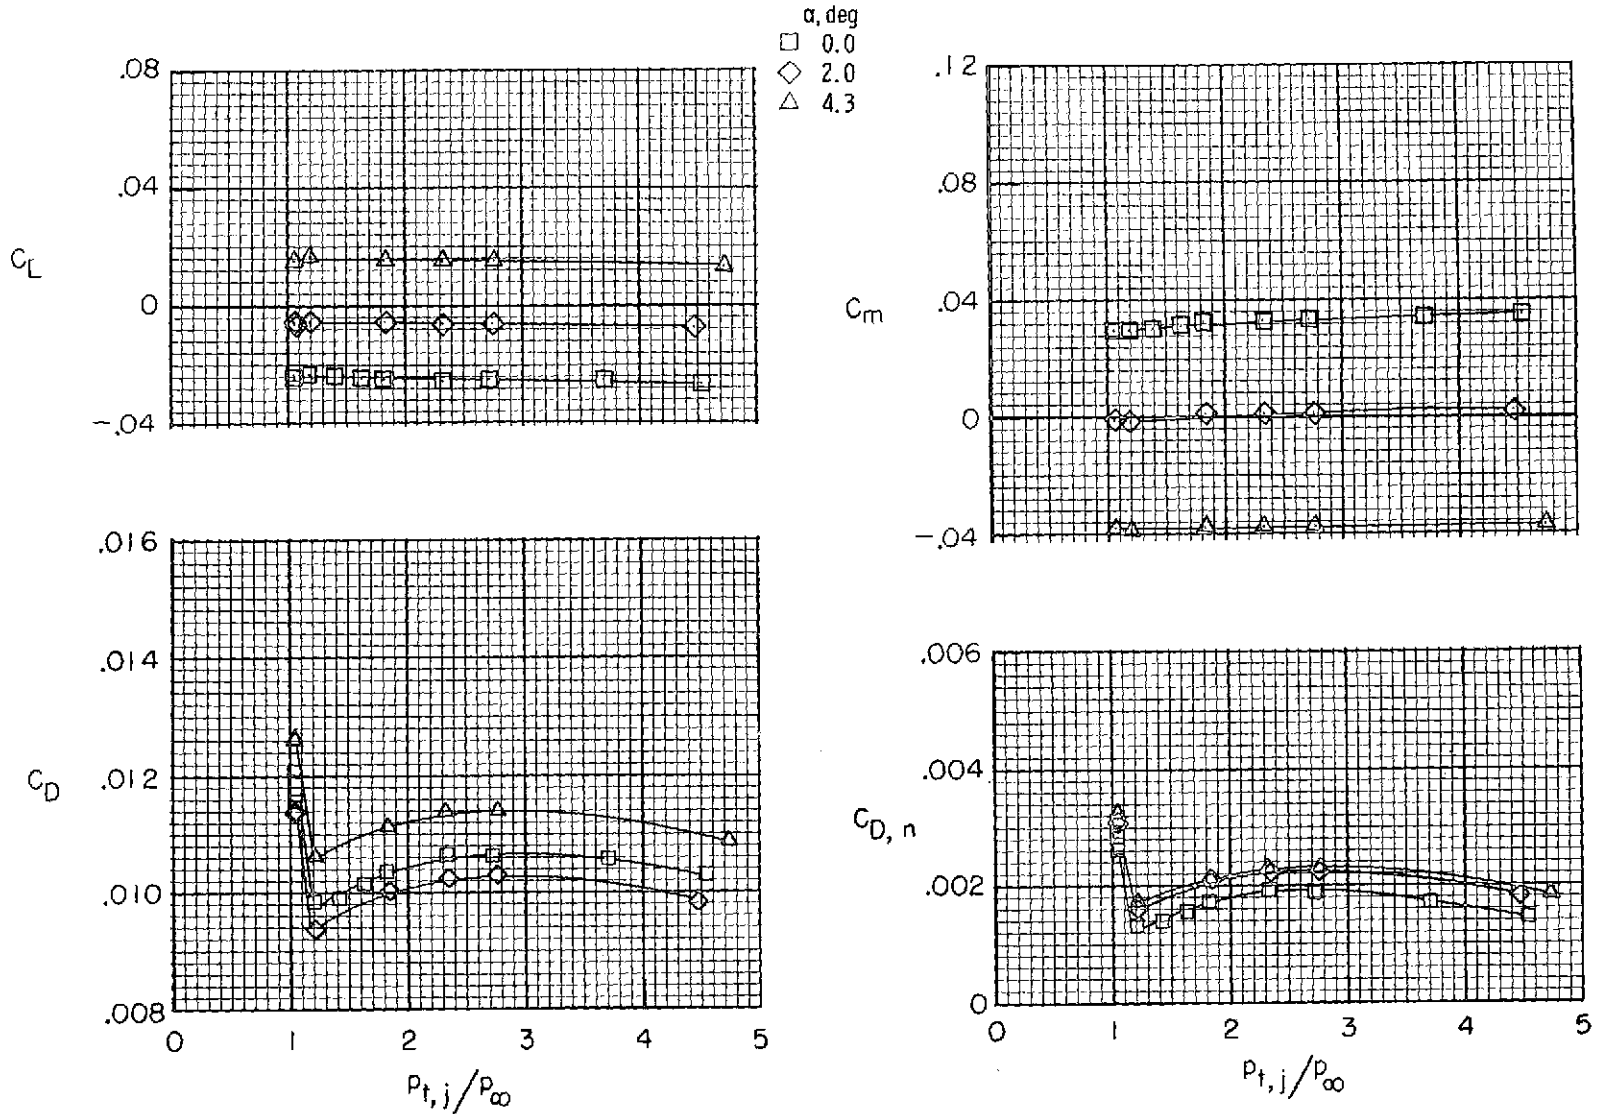 α, deg
0.0
2.0
4.3
.08
.04
0
-.04
C_L
.12
.08
.04
0
-.04
C_m
.016
.014
.012
.010
.008
C_D
0 1 2 3 4 5
p_t,j/p_∞
.006
.004
.002
0
C_D,n
0 1 2 3 4 5
p_t,j/p_∞